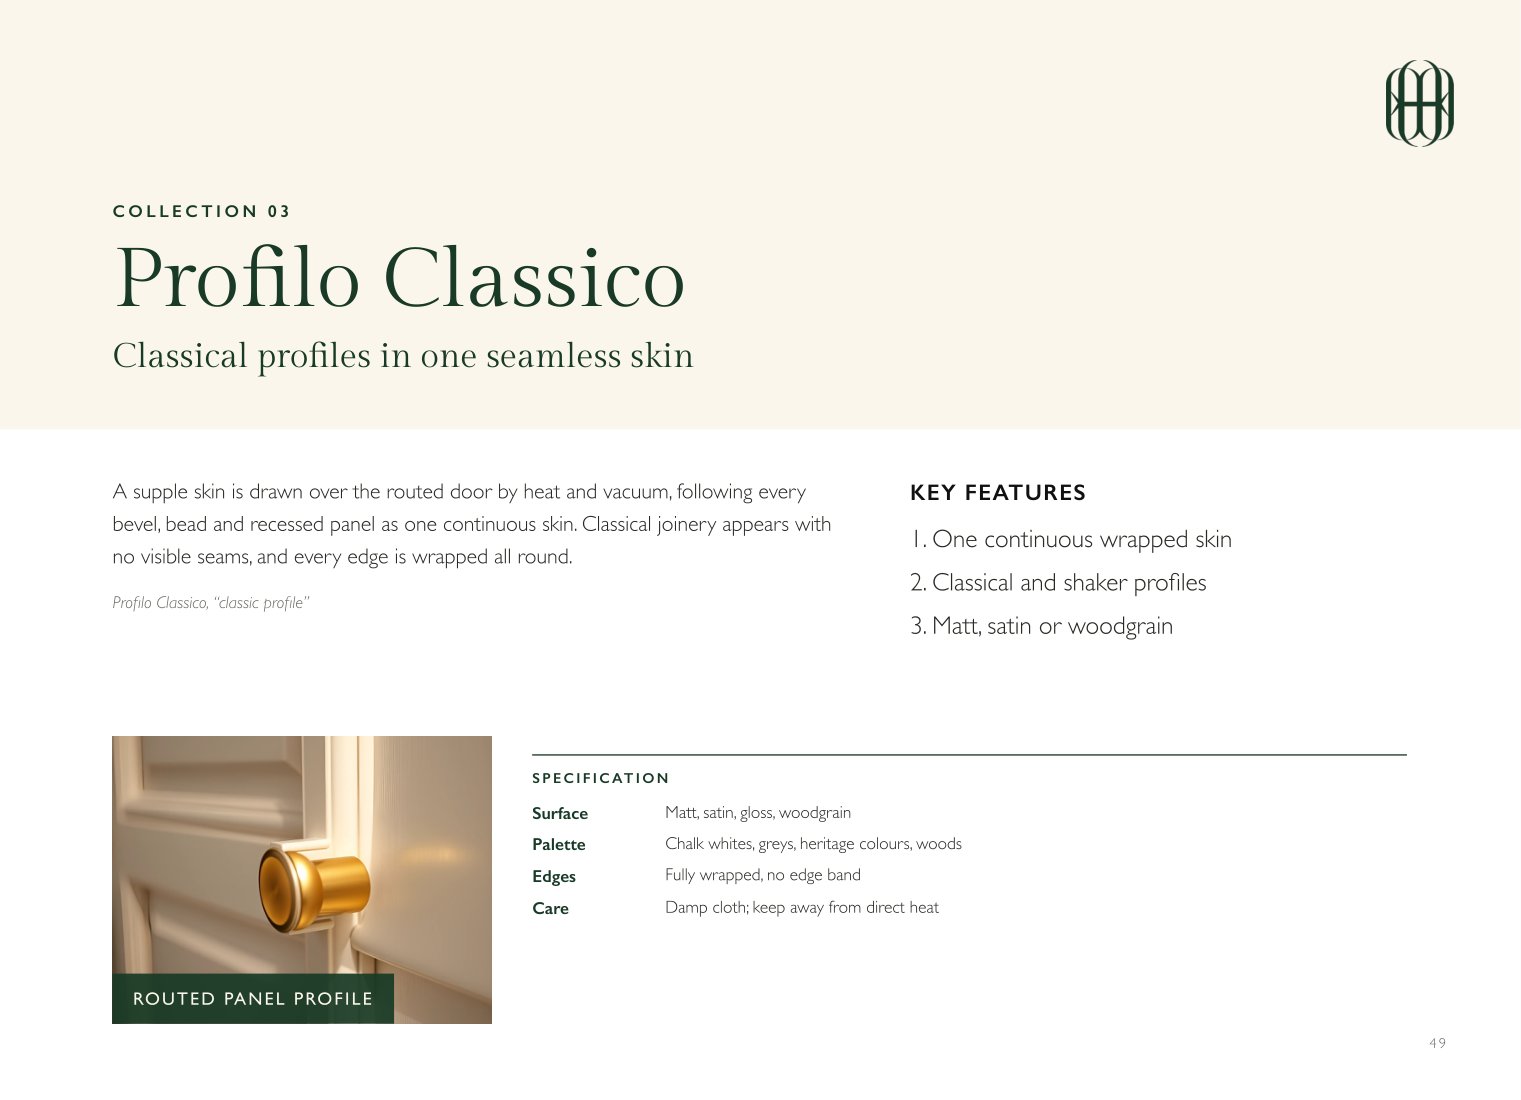 COLLECTION 03
Profilo Classico
Classical profiles in one seamless skin
A supple skin is drawn over the routed door by heat and vacuum, following every
bevel, bead and recessed panel as one continuous skin. Classical joinery appears with
no visible seams, and every edge is wrapped all round.
Profilo Classico, “classic profile”
KEY FEATURES
1. One continuous wrapped skin
2. Classical and shaker profiles
3. Matt, satin or woodgrain
ROUTED PANEL PROFILE
SPECIFICATION
Surface Matt, satin, gloss, woodgrain
Palette Chalk whites, greys, heritage colours, woods
Edges Fully wrapped, no edge band
Care Damp cloth; keep away from direct heat
49